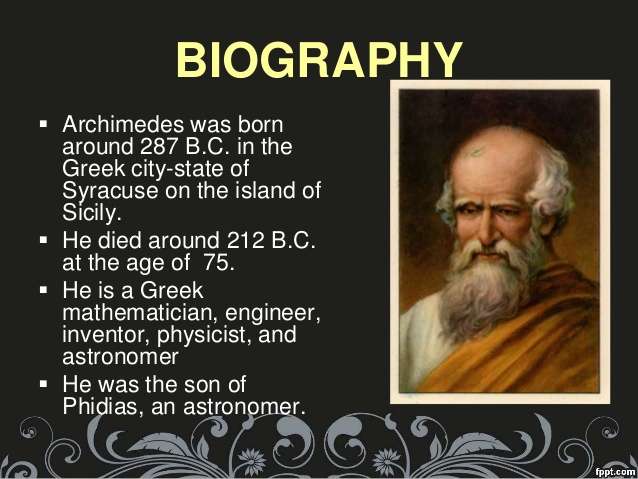 BIOGRAPHY
▪ Archimedes was born
around 287 B.C. in the
Greek city-state of
Syracuse on the island of
Sicily.
▪ He died around 212 B.C.
at the age of  75.
▪ He is a Greek
mathematician, engineer,
inventor, physicist, and
astronomer
▪ He was the son of
Phidias, an astronomer.
fppt.com